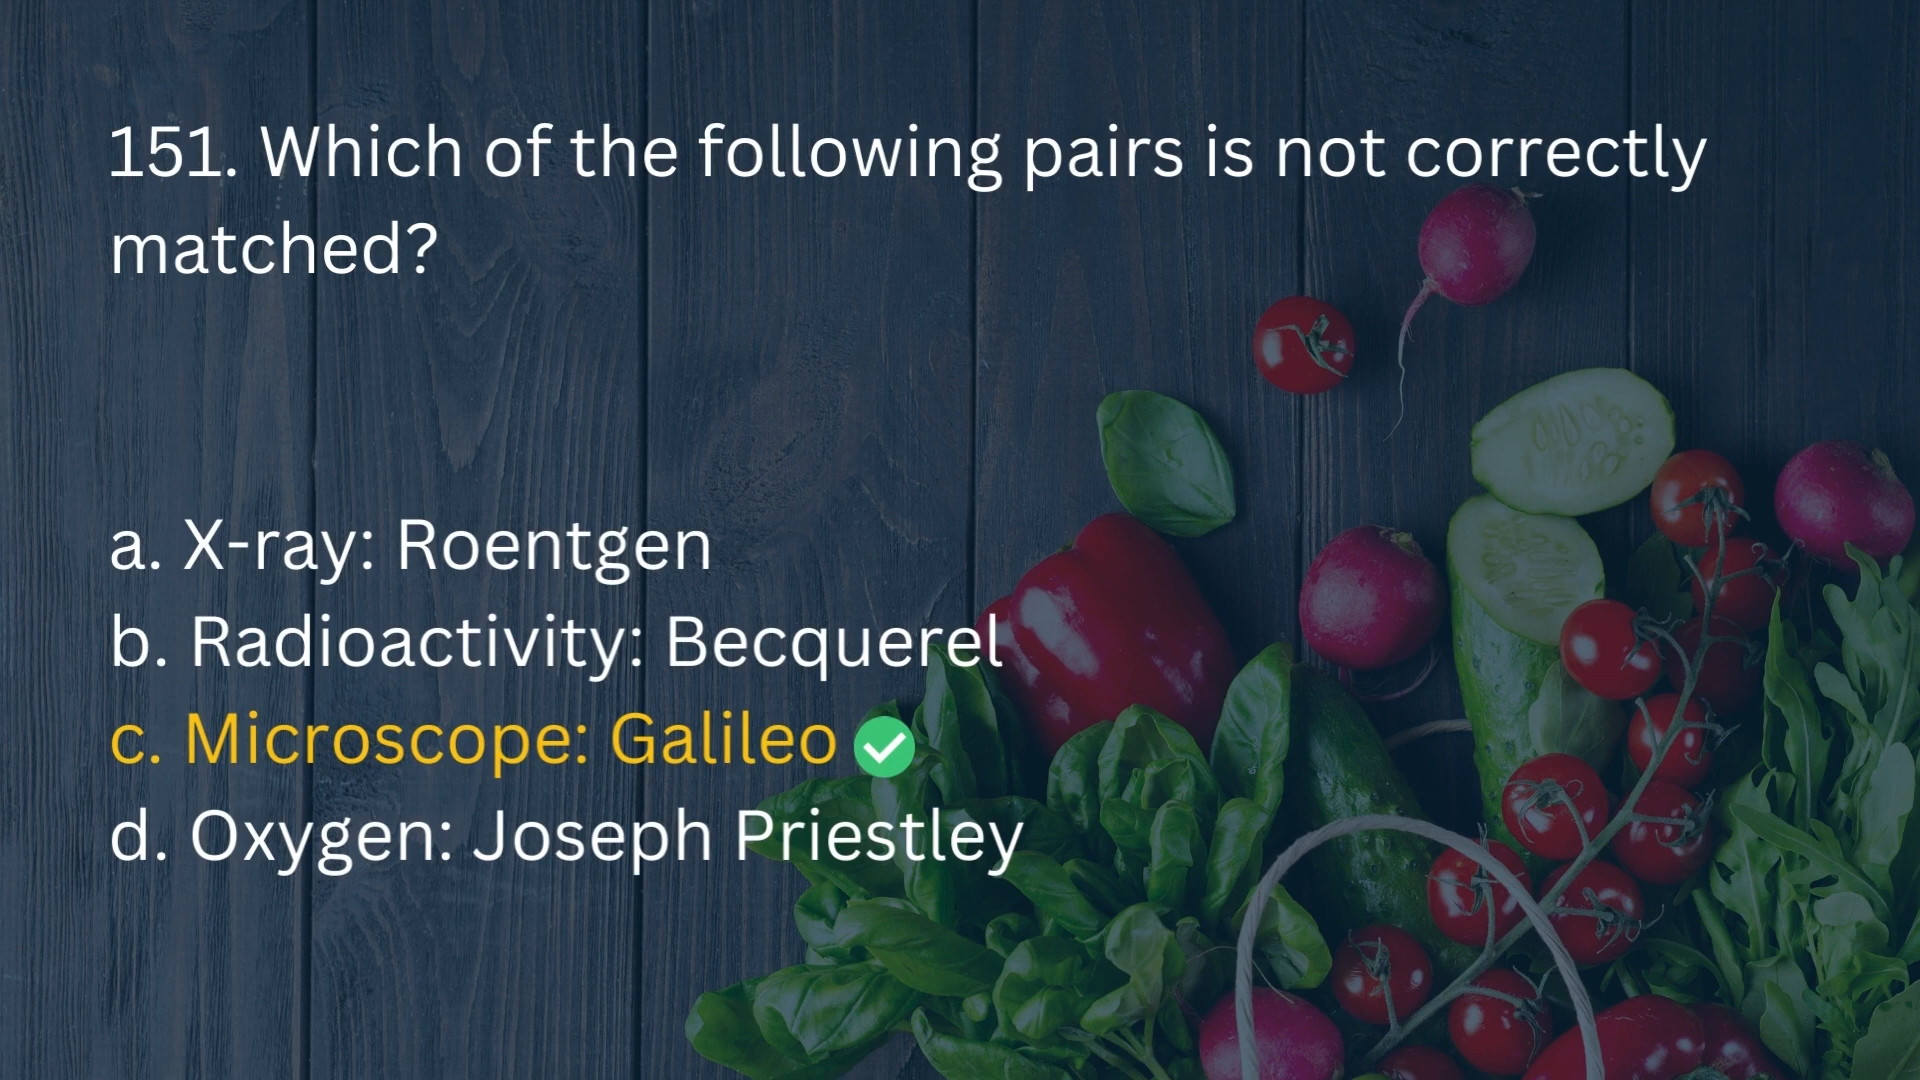 151. Which of the following pairs is not correctly
matched?
a. X-ray: Roentgen
b. Radioactivity: Becquerel
c. Microscope: Galileo
d. Oxygen: Joseph Priestley